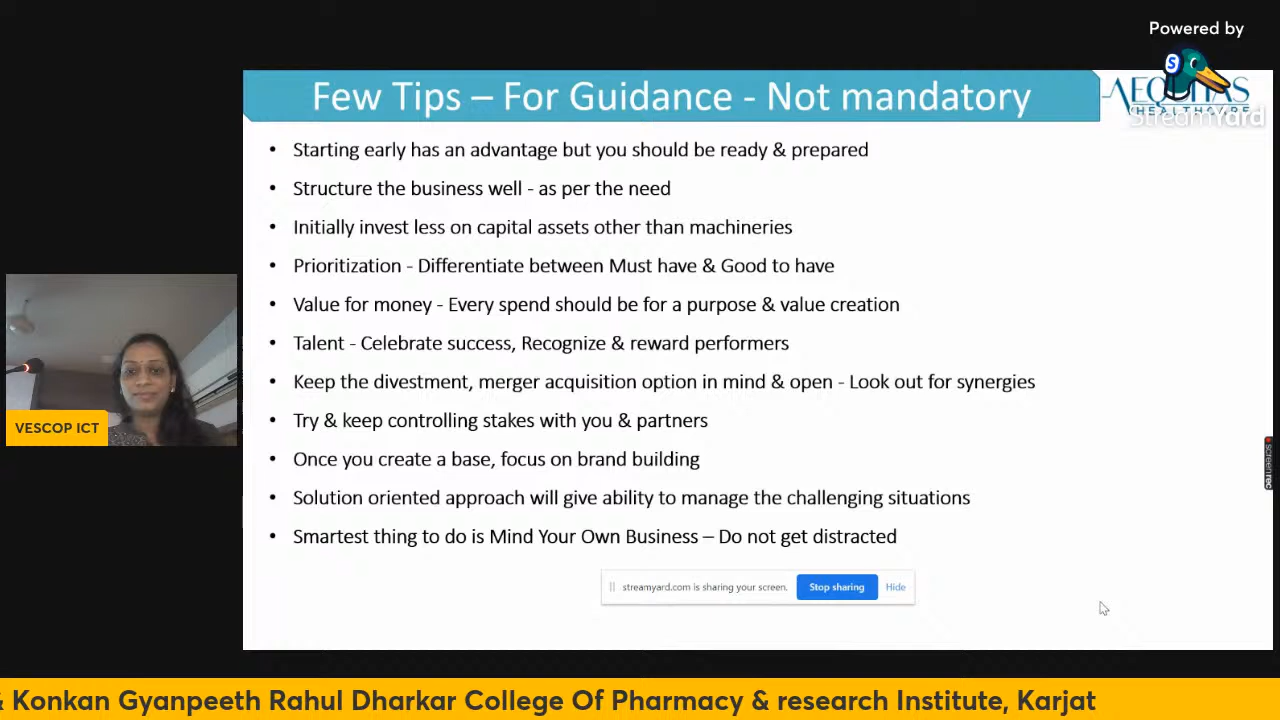 Powered by
StreamYard
Few Tips – For Guidance - Not mandatory
AEQUITAS
HEALTHCARE
• Starting early has an advantage but you should be ready & prepared
• Structure the business well - as per the need
• Initially invest less on capital assets other than machineries
• Prioritization - Differentiate between Must have & Good to have
• Value for money - Every spend should be for a purpose & value creation
• Talent - Celebrate success, Recognize & reward performers
• Keep the divestment, merger acquisition option in mind & open - Look out for synergies
• Try & keep controlling stakes with you & partners
• Once you create a base, focus on brand building
• Solution oriented approach will give ability to manage the challenging situations
• Smartest thing to do is Mind Your Own Business – Do not get distracted
VESCOP ICT
screenrec
streamyard.com is sharing your screen. Stop sharing Hide
& Konkan Gyanpeeth Rahul Dharkar College Of Pharmacy & research Institute, Karjat